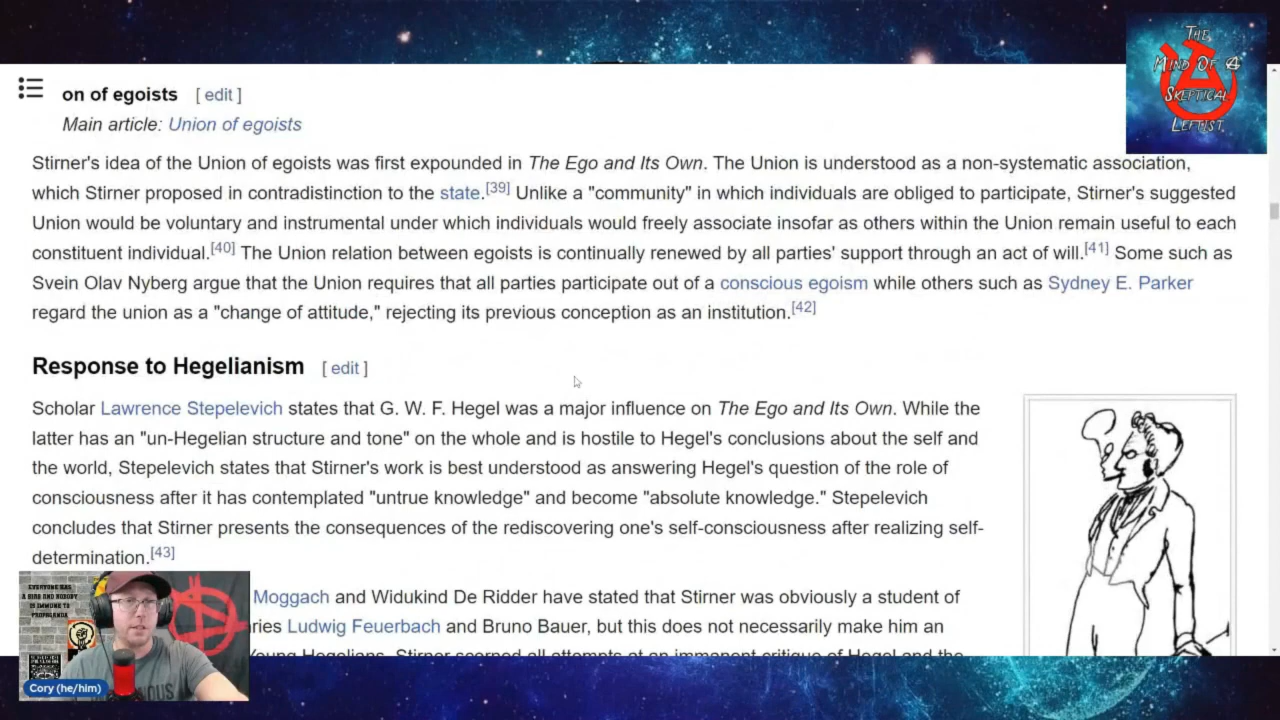 THE
MIND OF A
SKEPTICAL
LEFTIST
on of egoists [ edit ]
Main article: Union of egoists
Stirner's idea of the Union of egoists was first expounded in The Ego and Its Own. The Union is understood as a non-systematic association,
which Stirner proposed in contradistinction to the state.[39] Unlike a "community" in which individuals are obliged to participate, Stirner's suggested
Union would be voluntary and instrumental under which individuals would freely associate insofar as others within the Union remain useful to each
constituent individual.[40] The Union relation between egoists is continually renewed by all parties' support through an act of will.[41] Some such as
Svein Olav Nyberg argue that the Union requires that all parties participate out of a conscious egoism while others such as Sydney E. Parker
regard the union as a "change of attitude," rejecting its previous conception as an institution.[42]
Response to Hegelianism [ edit ]
Scholar Lawrence Stepelevich states that G. W. F. Hegel was a major influence on The Ego and Its Own. While the
latter has an "un-Hegelian structure and tone" on the whole and is hostile to Hegel's conclusions about the self and
the world, Stepelevich states that Stirner's work is best understood as answering Hegel's question of the role of
consciousness after it has contemplated "untrue knowledge" and become "absolute knowledge." Stepelevich
concludes that Stirner presents the consequences of the rediscovering one's self-consciousness after realizing self-
determination.[43]
Moggach and Widukind De Ridder have stated that Stirner was obviously a student of
ries Ludwig Feuerbach and Bruno Bauer, but this does not necessarily make him an
EVERYONE HAS
A BIAS AND NOBODY
IS IMMUNE TO
PROPAGANDA
Cory (he/him)